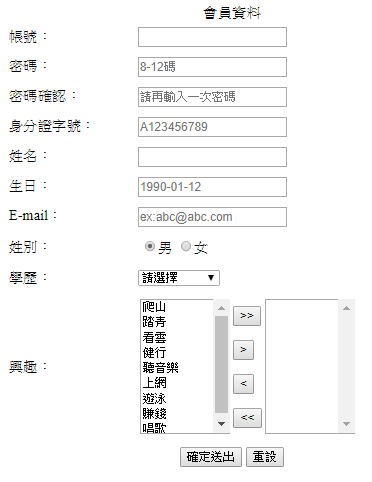 會員資料
帳號：
密碼： 8-12碼
密碼確認： 請再輸入一次密碼
身分證字號： A123456789
姓名：
生日： 1990-01-12
E-mail： ex:abc@abc.com
姓別： 男 女
學歷： 請選擇
興趣：
爬山
踏青
看雲
健行
聽音樂
上網
遊泳
賺錢
唱歌
>>
>
<
<<
確定送出 重設